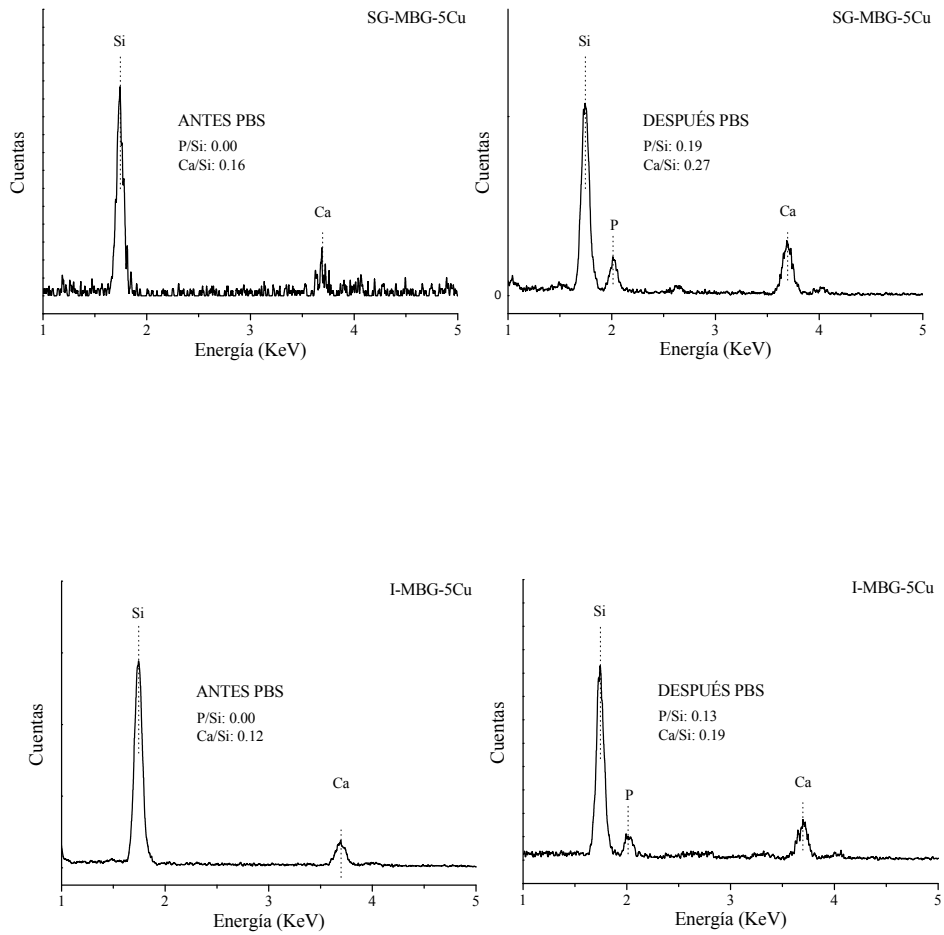 SG-MBG-5Cu
Si
ANTES PBS
P/Si: 0.00
Ca/Si: 0.16
Ca
Cuentas
1 2 3 4 5
Energía (KeV)
SG-MBG-5Cu
Si
DESPUÉS PBS
P/Si: 0.19
Ca/Si: 0.27
P
Ca
Cuentas
0
1 2 3 4 5
Energía (KeV)
I-MBG-5Cu
Si
ANTES PBS
P/Si: 0.00
Ca/Si: 0.12
Ca
Cuentas
1 2 3 4 5
Energía (KeV)
I-MBG-5Cu
Si
DESPUÉS PBS
P/Si: 0.13
Ca/Si: 0.19
P
Ca
Cuentas
1 2 3 4 5
Energía (KeV)